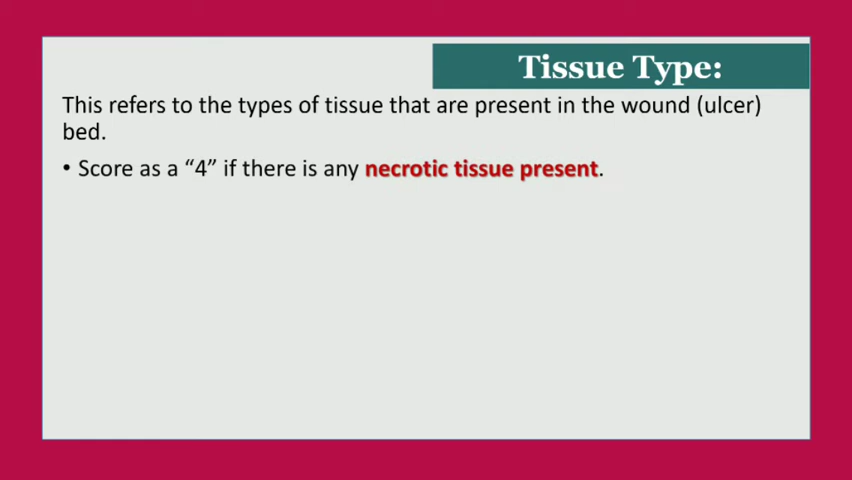 Tissue Type:
This refers to the types of tissue that are present in the wound (ulcer)
bed.
• Score as a “4” if there is any necrotic tissue present.